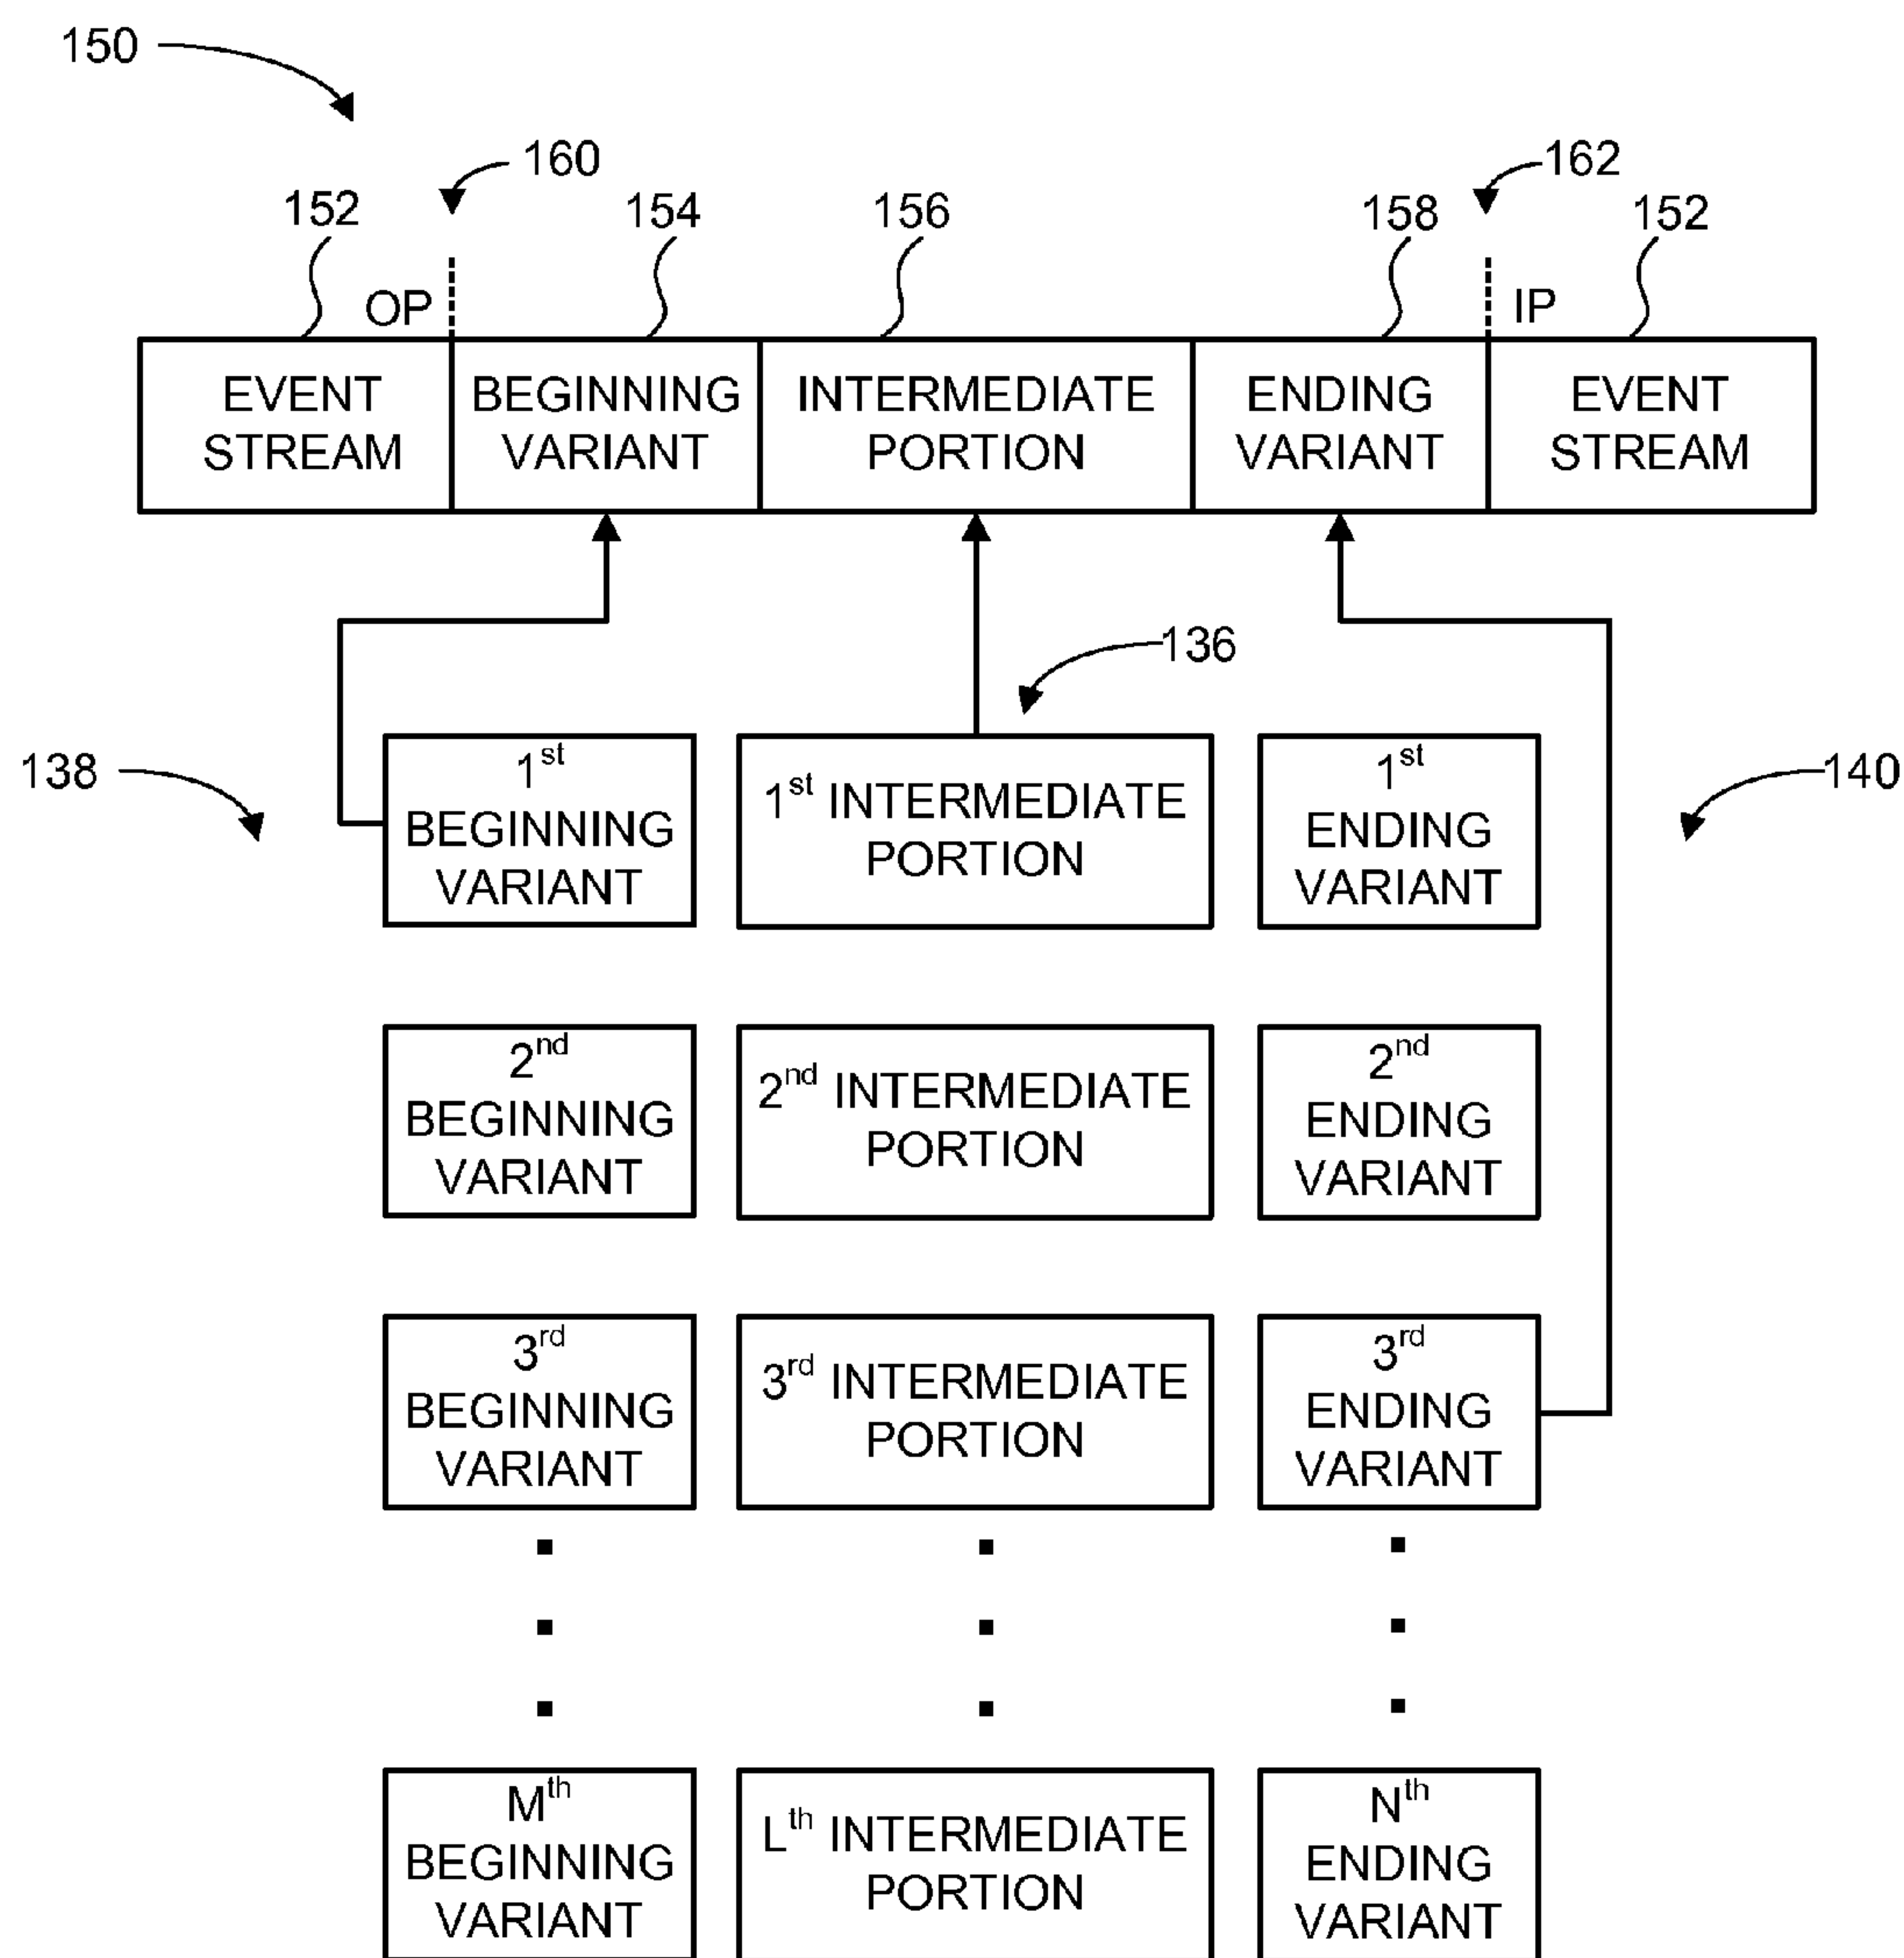 150
160
162
152
154
156
158
152
OP
IP
EVENT
STREAM
BEGINNING
VARIANT
INTERMEDIATE
PORTION
ENDING
VARIANT
EVENT
STREAM
136
138
140
1st
BEGINNING
VARIANT
1st INTERMEDIATE
PORTION
1st
ENDING
VARIANT
2nd
BEGINNING
VARIANT
2nd INTERMEDIATE
PORTION
2nd
ENDING
VARIANT
3rd
BEGINNING
VARIANT
3rd INTERMEDIATE
PORTION
3rd
ENDING
VARIANT
Mth
BEGINNING
VARIANT
Lth INTERMEDIATE
PORTION
Nth
ENDING
VARIANT